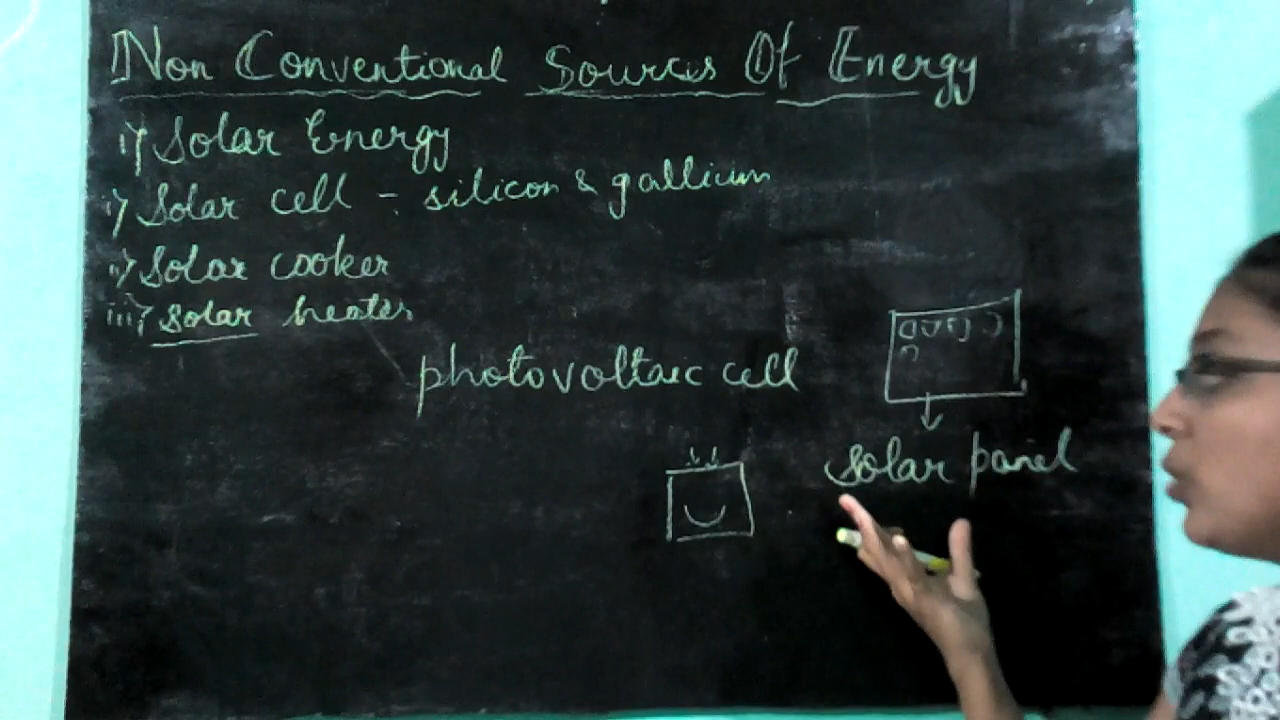 Non Conventional Sources Of Energy
i) Solar Energy
i) Solar cell - silicon & gallium
ii) Solar cooker
iii) Solar heater
photovoltaic cell
Solar panel